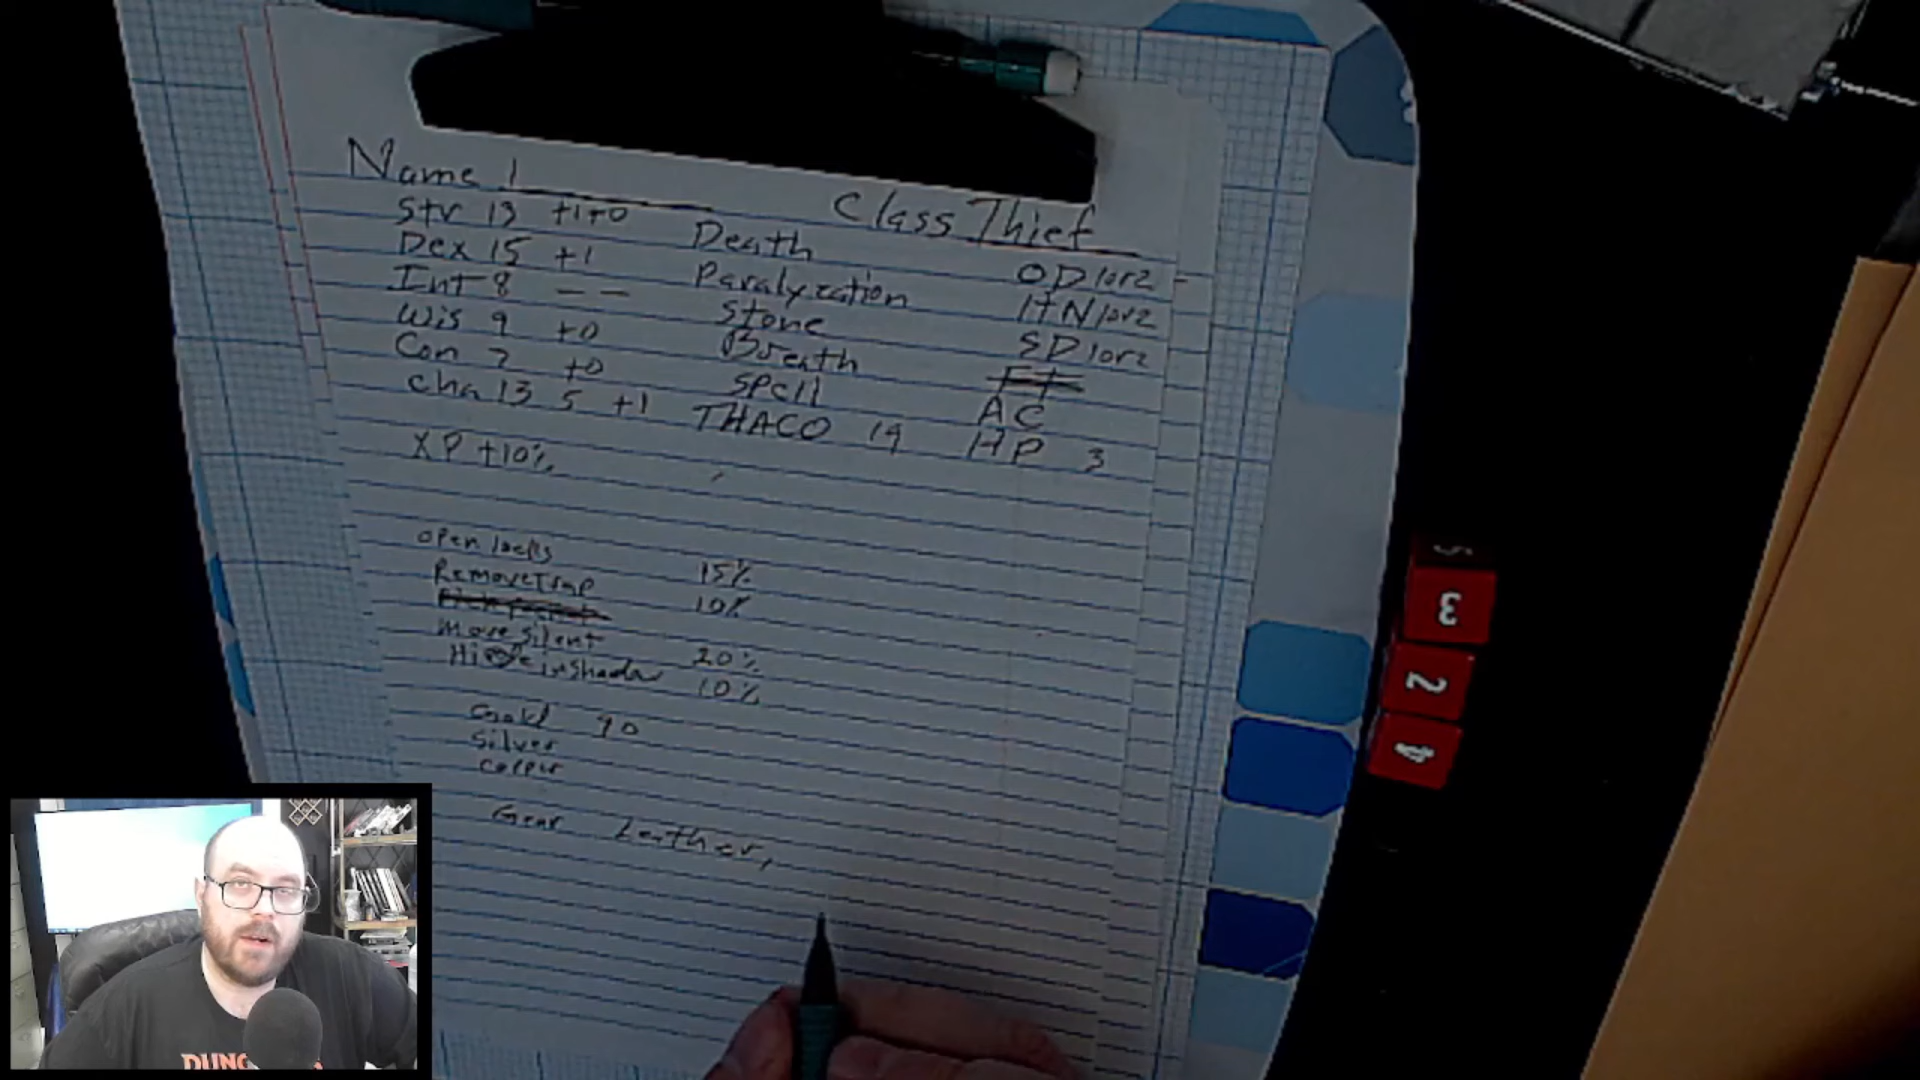 Name 1
Class Thief
Str 13 +1+0 Death OD 1or2
Dex 15 +1 Paralyzation HN 1or2
Int 8 — — Stone SD 1or2
Wis 9 +0 Breath
Con 7 +0 Spell AC
Cha 13 5 +1 THACO 19 HP 3
XP +10%
open locks 15%
Remove Trap 10%
Move Silent 20%
Hide in Shadow 10%
Gold 90
Silver
Copper
Gear Leather,
3
2
4
DUNG